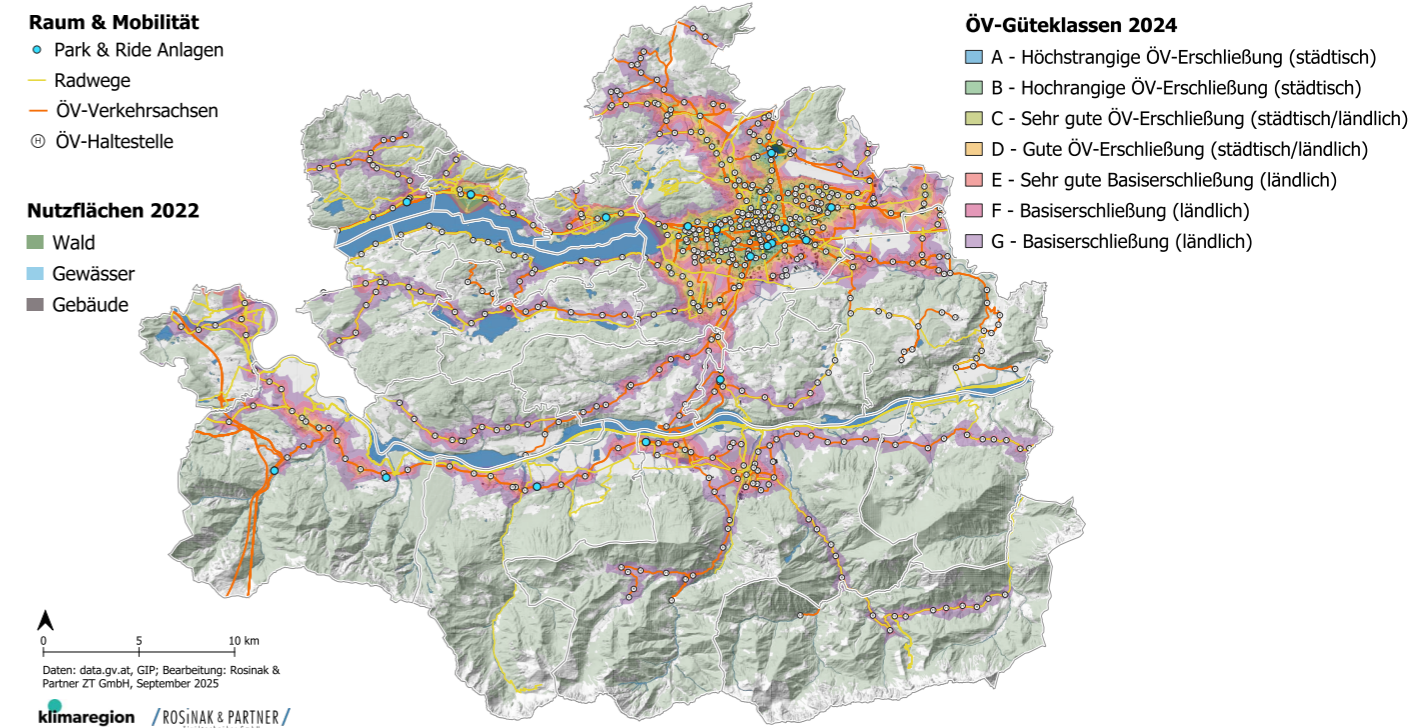 Raum & Mobilität
Park & Ride Anlagen
Radwege
ÖV-Verkehrsachsen
H ÖV-Haltestelle
Nutzflächen 2022
Wald
Gewässer
Gebäude
ÖV-Güteklassen 2024
A - Höchstrangige ÖV-Erschließung (städtisch)
B - Hochrangige ÖV-Erschließung (städtisch)
C - Sehr gute ÖV-Erschließung (städtisch/ländlich)
D - Gute ÖV-Erschließung (städtisch/ländlich)
E - Sehr gute Basiserschließung (ländlich)
F - Basiserschließung (ländlich)
G - Basiserschließung (ländlich)
0 5 10 km
Daten: data.gv.at, GIP; Bearbeitung: Rosinak &
Partner ZT GmbH, September 2025
klimaregion /ROSiNAK & PARTNER/